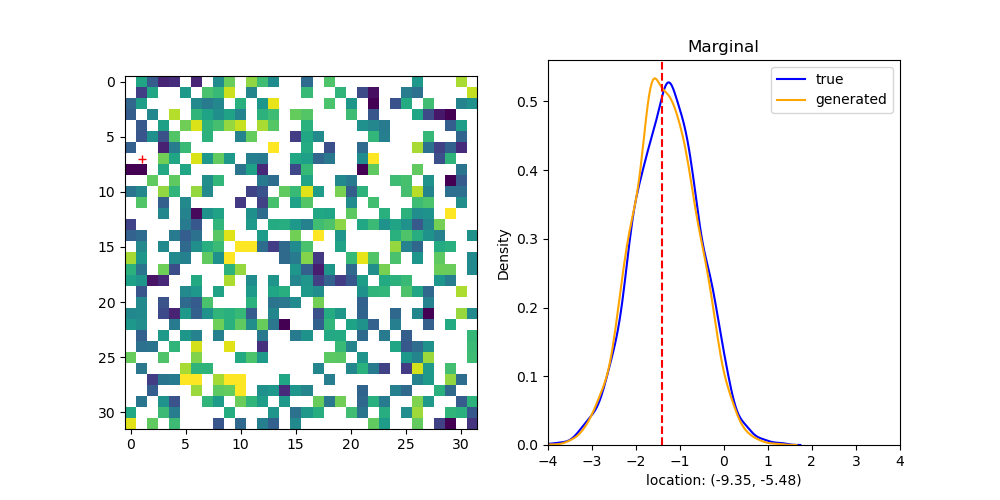 Marginal
true
generated
Density
0
5
10
15
20
25
30
0 5 10 15 20 25 30
0.5
0.4
0.3
0.2
0.1
0.0
−4 −3 −2 −1 0 1 2 3 4
location: (-9.35, -5.48)